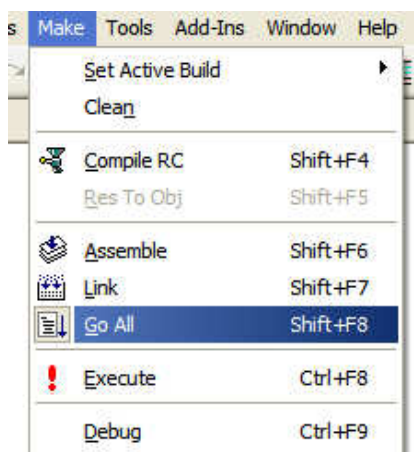 s Make Tools Add-Ins Window Help
Set Active Build
Clean
Compile RC Shift+F4
Res To Obj Shift+F5
Assemble Shift+F6
Link Shift+F7
Go All Shift+F8
Execute Ctrl+F8
Debug Ctrl+F9